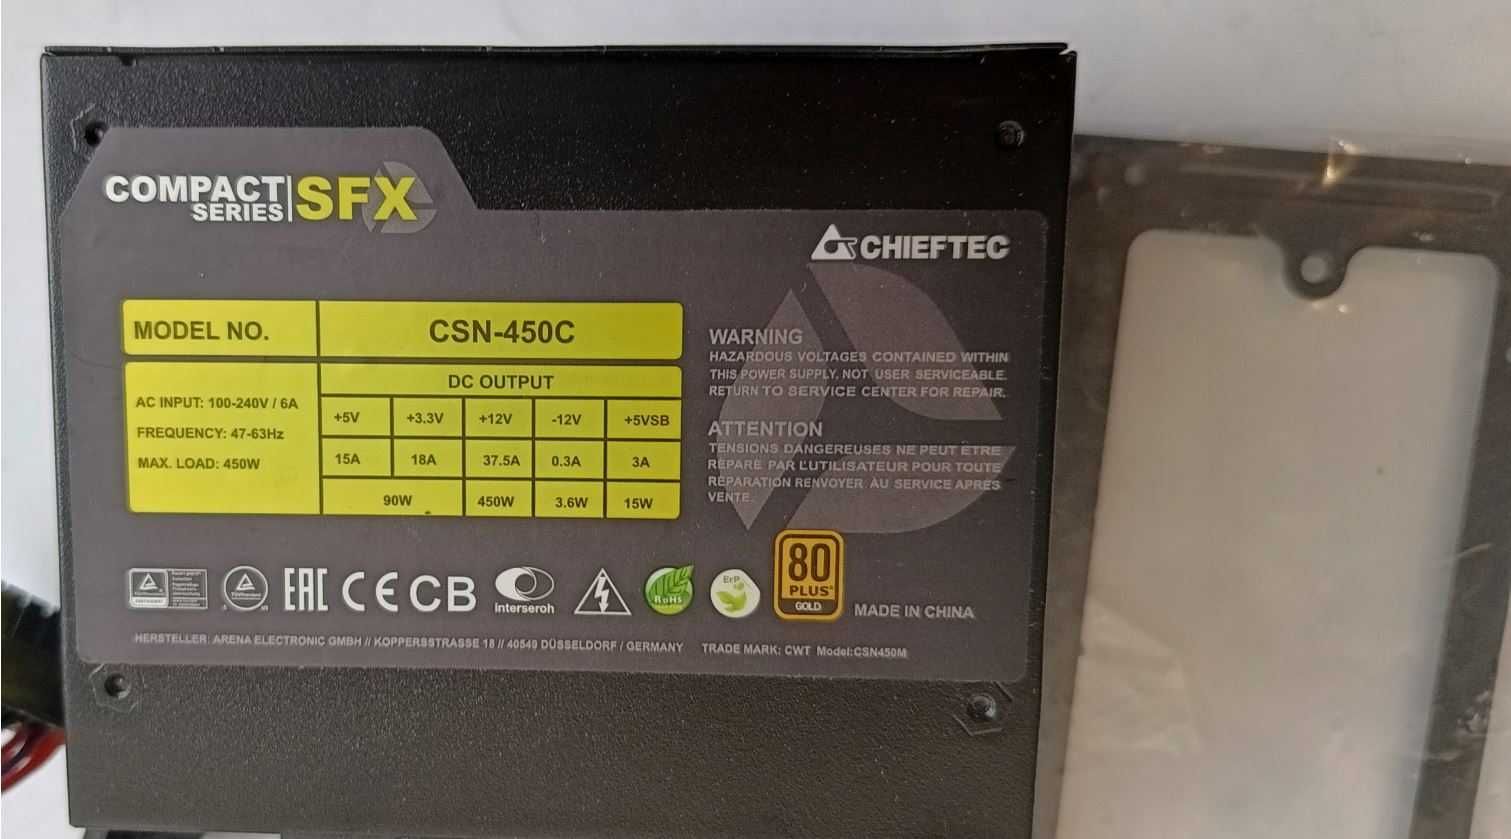 COMPACT SERIES SFX
CHIEFTEC
MODEL NO. CSN-450C
DC OUTPUT
AC INPUT: 100-240V / 6A
FREQUENCY: 47-63Hz
MAX. LOAD: 450W
+5V +3.3V +12V -12V +5VSB
15A 18A 37.5A 0.3A 3A
90W 450W 3.6W 15W
WARNING
HAZARDOUS VOLTAGES CONTAINED WITHIN
THIS POWER SUPPLY, NOT USER SERVICEABLE.
RETURN TO SERVICE CENTER FOR REPAIR.
ATTENTION
TENSIONS DANGEREUSES NE PEUT ETRE
REPARE PAR L'UTILISATEUR POUR TOUTE
REPARATION RENVOYER AU SERVICE APRES
VENTE.
EAC CE CB
Interseroh
RoHS
ErP
80
PLUS
GOLD
MADE IN CHINA
HERSTELLER: ARENA ELECTRONIC GMBH // KOPPERSSTRASSE 18 // 40549 DÜSSELDORF / GERMANY TRADE MARK: CWT Model:CSN450M